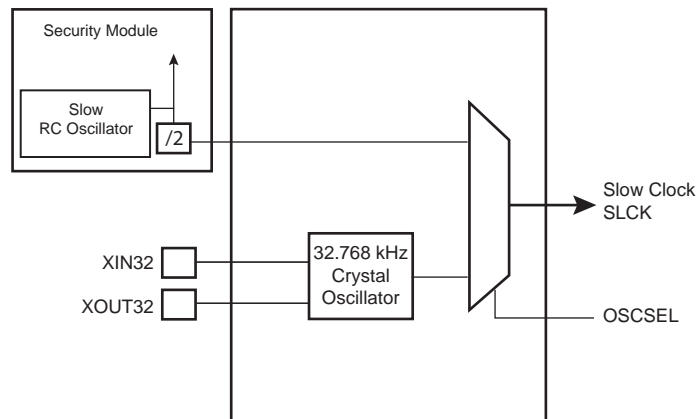 Security Module
Slow
RC Oscillator
/2
Slow Clock
SLCK
XIN32
32.768 kHz
Crystal
Oscillator
XOUT32
OSCSEL